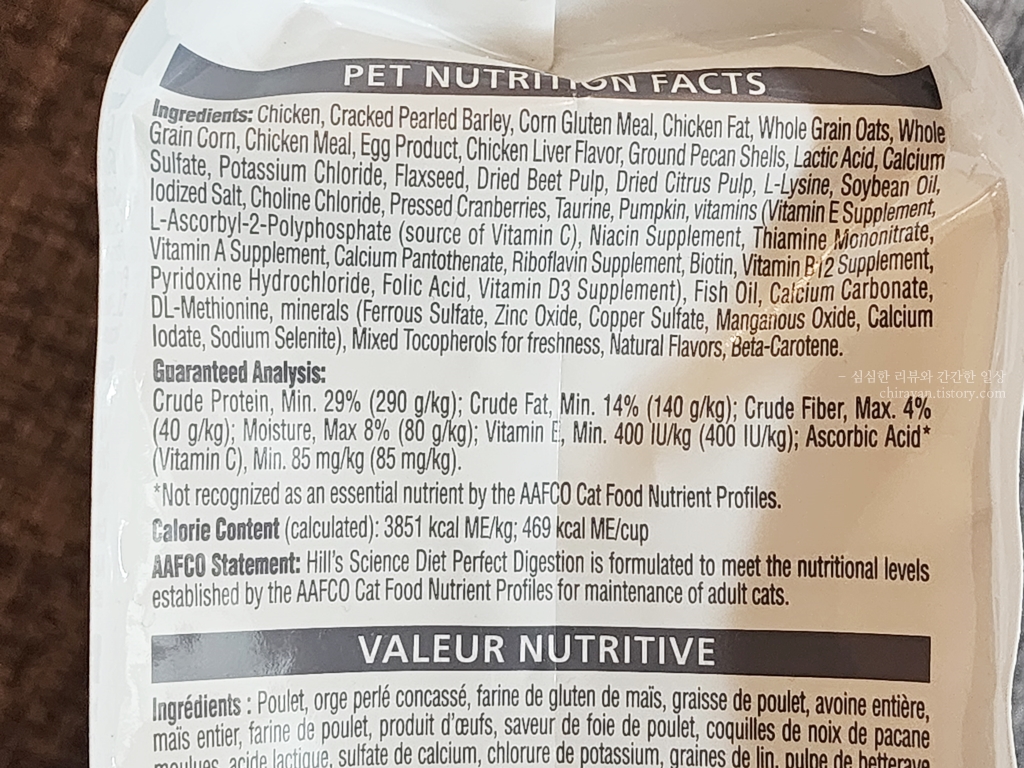 PET NUTRITION FACTS
Ingredients: Chicken, Cracked Pearled Barley, Corn Gluten Meal, Chicken Fat, Whole Grain Oats, Whole
Grain Corn, Chicken Meal, Egg Product, Chicken Liver Flavor, Ground Pecan Shells, Lactic Acid, Calcium
Sulfate, Potassium Chloride, Flaxseed, Dried Beet Pulp, Dried Citrus Pulp, L-Lysine, Soybean Oil,
Iodized Salt, Choline Chloride, Pressed Cranberries, Taurine, Pumpkin, vitamins (Vitamin E Supplement,
L-Ascorbyl-2-Polyphosphate (source of Vitamin C), Niacin Supplement, Thiamine Mononitrate,
Vitamin A Supplement, Calcium Pantothenate, Riboflavin Supplement, Biotin, Vitamin B12 Supplement,
Pyridoxine Hydrochloride, Folic Acid, Vitamin D3 Supplement), Fish Oil, Calcium Carbonate,
DL-Methionine, minerals (Ferrous Sulfate, Zinc Oxide, Copper Sulfate, Manganous Oxide, Calcium
Iodate, Sodium Selenite), Mixed Tocopherols for freshness, Natural Flavors, Beta-Carotene.
Guaranteed Analysis:
Crude Protein, Min. 29% (290 g/kg); Crude Fat, Min. 14% (140 g/kg); Crude Fiber, Max. 4%
(40 g/kg); Moisture, Max 8% (80 g/kg); Vitamin E, Min. 400 IU/kg (400 IU/kg); Ascorbic Acid*
(Vitamin C), Min. 85 mg/kg (85 mg/kg).
*Not recognized as an essential nutrient by the AAFCO Cat Food Nutrient Profiles.
Calorie Content (calculated): 3851 kcal ME/kg; 469 kcal ME/cup
AAFCO Statement: Hill's Science Diet Perfect Digestion is formulated to meet the nutritional levels
established by the AAFCO Cat Food Nutrient Profiles for maintenance of adult cats.
VALEUR NUTRITIVE
Ingrédients : Poulet, orge perlé concassé, farine de gluten de maïs, graisse de poulet, avoine entière,
maïs entier, farine de poulet, produit d'œufs, saveur de foie de poulet, coquilles de noix de pacane
moulues, acide lactique, sulfate de calcium, chlorure de potassium, graines de lin, pulpe de betterave
- 심심한 리뷰와 간간한 일상
chirayan.tistory.com